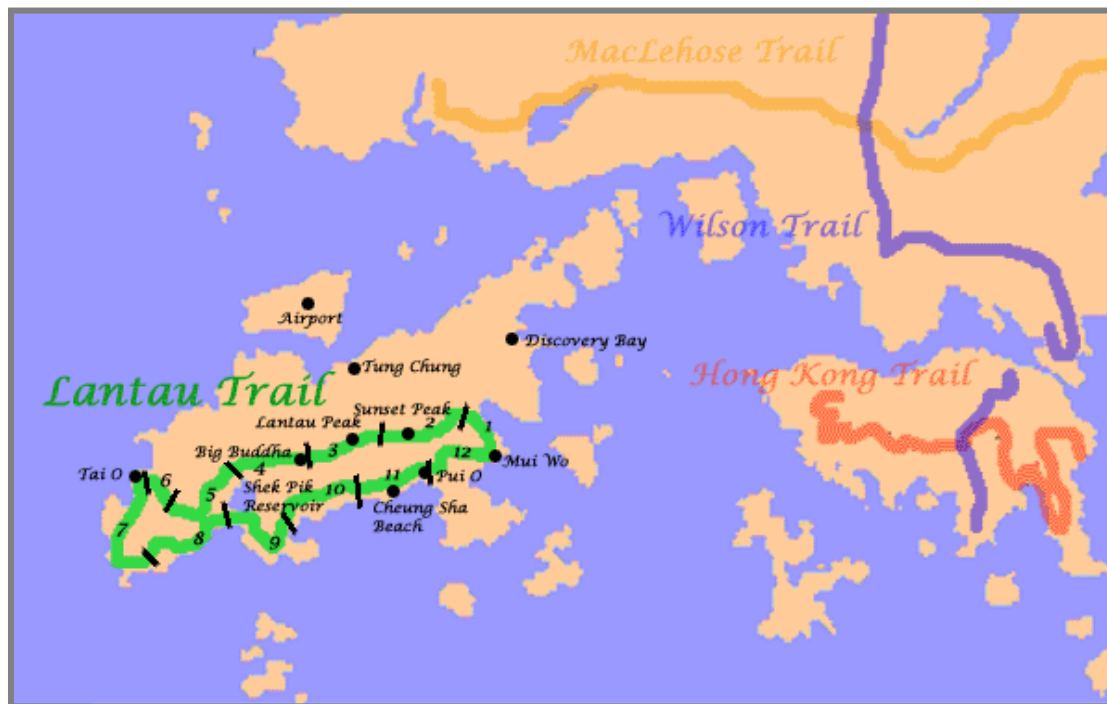 MacLehose Trail
Wilson Trail
Airport
Discovery Bay
Tung Chung
Hong Kong Trail
Lantau Trail
Sunset Peak
Lantau Peak
2
1
Big Buddha
3
12
Mui Wo
Tai O
6
4
11
Pui O
5
Shek Pik
Reservoir
10
Cheung Sha
Beach
7
8
9